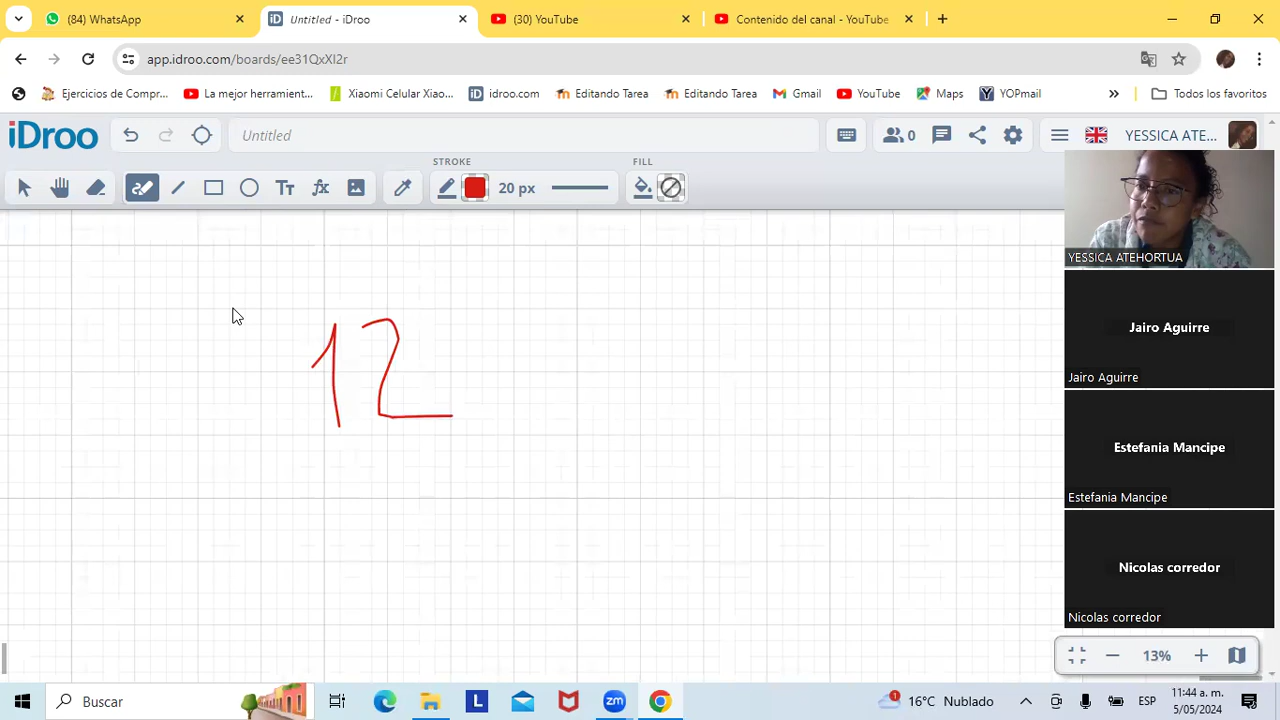 (84) WhatsApp
Untitled - iDroo
(30) YouTube
Contenido del canal - YouTube
app.idroo.com/boards/ee31QxXI2r
Ejercicios de Compr...
La mejor herramient...
Xiaomi Celular Xiao...
idroo.com
Editando Tarea
Editando Tarea
Gmail
YouTube
Maps
YOPmail
Todos los favoritos
iDroo
Untitled
0
YESSICA ATE...
STROKE
FILL
20 px
12
YESSICA ATEHORTUA
Jairo Aguirre
Jairo Aguirre
Estefania Mancipe
Estefania Mancipe
Nicolas corredor
Nicolas corredor
13%
Buscar
16°C Nublado
ESP
11:44 a. m.
5/05/2024